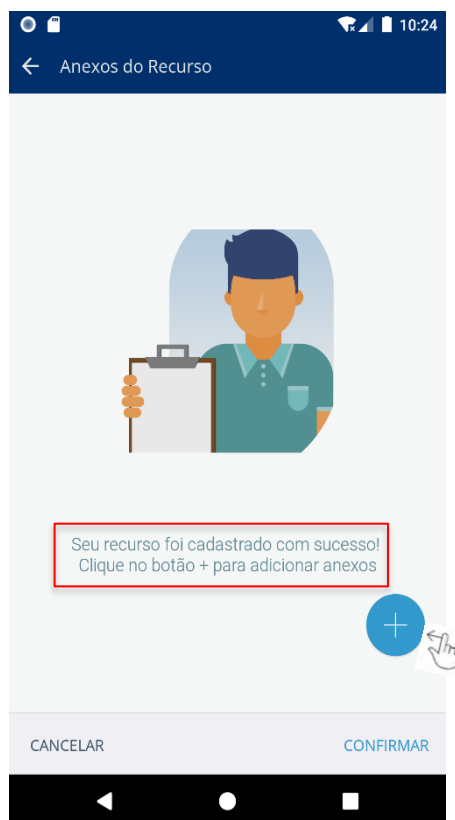 10:24
Anexos do Recurso
Seu recurso foi cadastrado com sucesso!
Clique no botão + para adicionar anexos
+
CANCELAR
CONFIRMAR